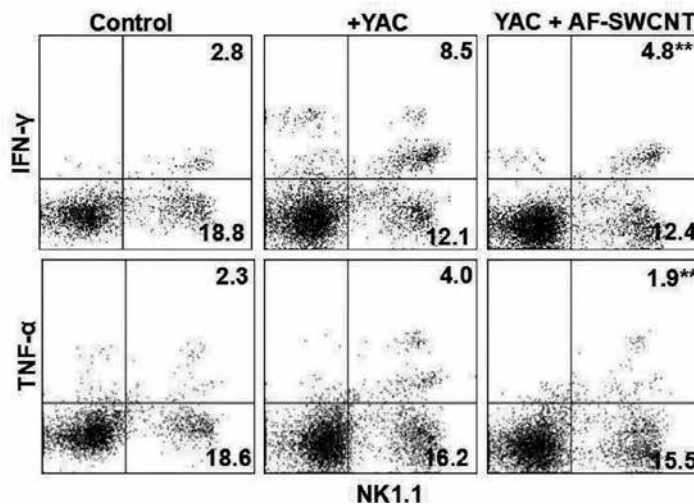 Control +YAC YAC + AF-SWCNT
IFN-γ 2.8 8.5 4.8**
18.8 12.1 12.4
TNF-α 2.3 4.0 1.9**
18.6 16.2 15.5
NK1.1